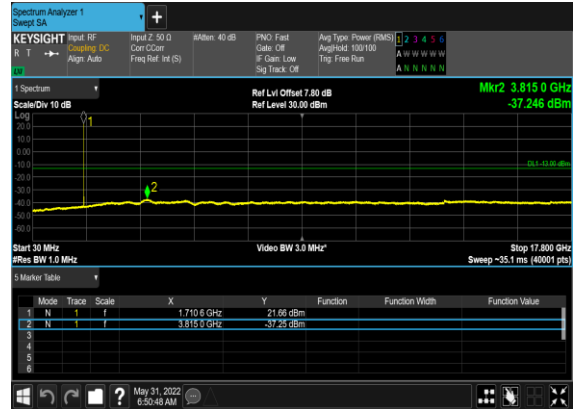 Spectrum Analyzer 1
Swept SA
+
KEYSIGHT Input: RF Input Z: 50 Ω #Atten: 40 dB PNO: Fast Avg Type: Power (RMS) 1 2 3 4 5 6
R T Coupling: DC Corr CCorr Gate: Off Avg|Hold: 100/100 A W W W W W
Align: Auto Freq Ref: Int (S) IF Gain: Low Trig: Free Run
Sig Track: Off A N N N N N
1 Spectrum Ref Lvl Offset 7.80 dB Mkr2 3.815 0 GHz
Scale/Div 10 dB Ref Level 30.00 dBm -37.246 dBm
Log
1
20.0
10.0
0.00
-10.0
DL1 -13.00 dBm
-20.0
-30.0
2
-40.0
-50.0
-60.0
Start 30 MHz Video BW 3.0 MHz* Stop 17.800 GHz
#Res BW 1.0 MHz Sweep ~35.1 ms (40001 pts)
5 Marker Table
Mode Trace Scale X Y Function Function Width Function Value
1 N 1 f 1.710 6 GHz 21.66 dBm
2 N 1 f 3.815 0 GHz -37.25 dBm
3
4
5
6
? May 31, 2022
6:50:48 AM